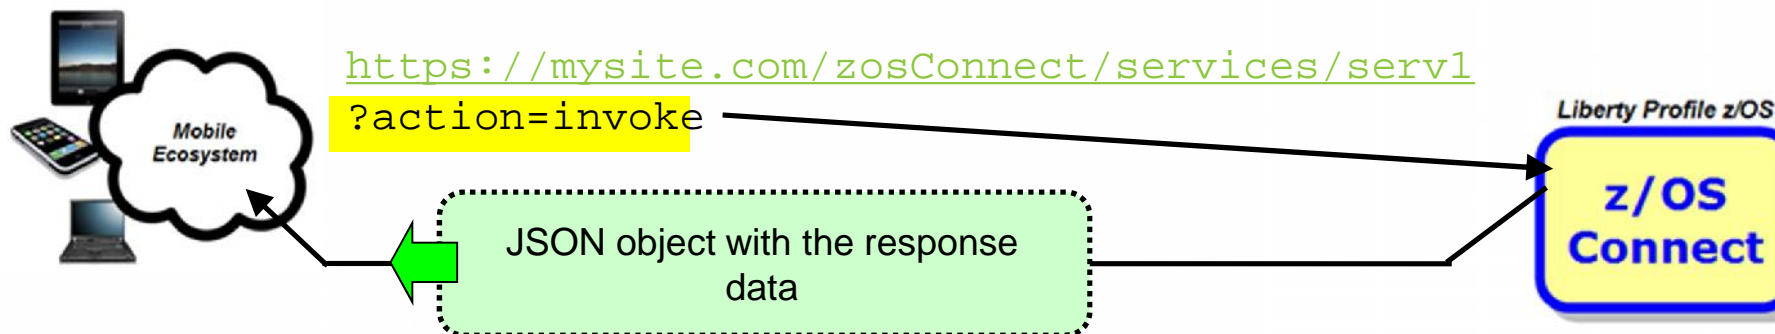 https://mysite.com/zosConnect/services/serv1
?action=invoke
Mobile
Ecosystem
Liberty Profile z/OS
z/OS
Connect
JSON object with the response
data